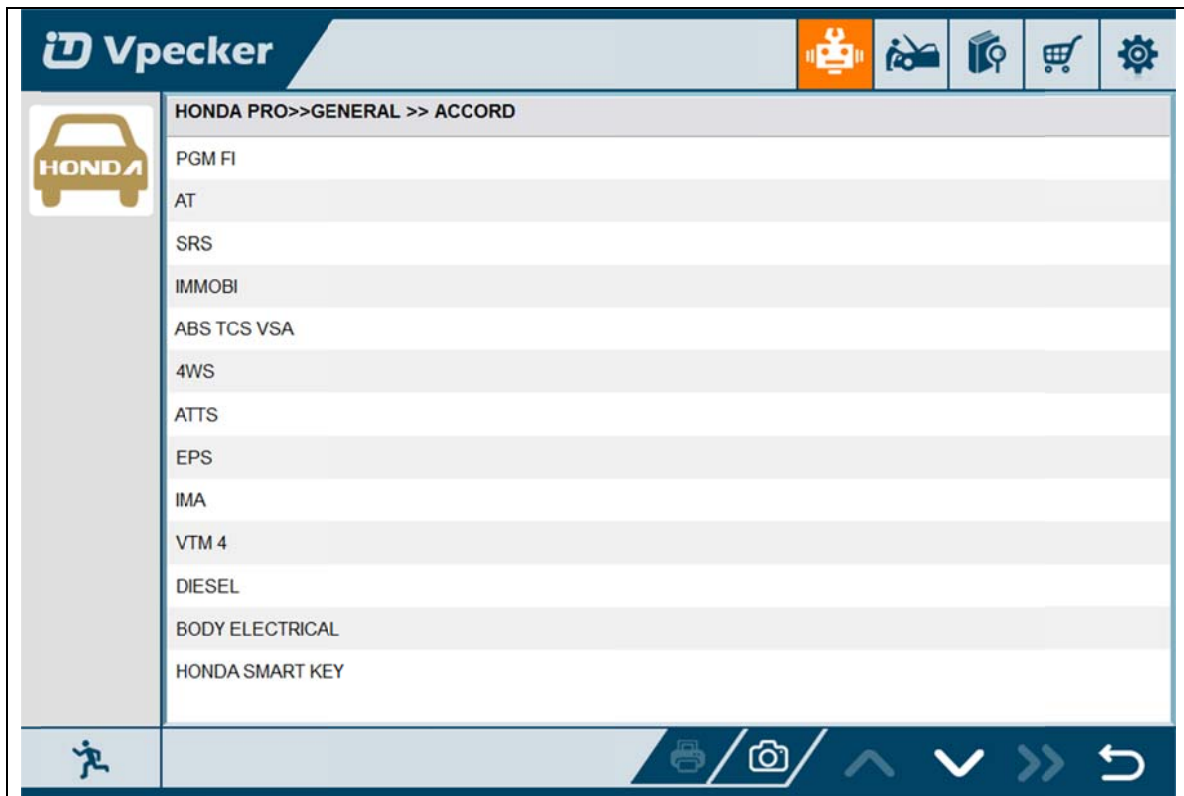 Vpecker
HONDA PRO>>GENERAL >> ACCORD
HONDA
PGM FI
AT
SRS
IMMOBI
ABS TCS VSA
4WS
ATTS
EPS
IMA
VTM 4
DIESEL
BODY ELECTRICAL
HONDA SMART KEY